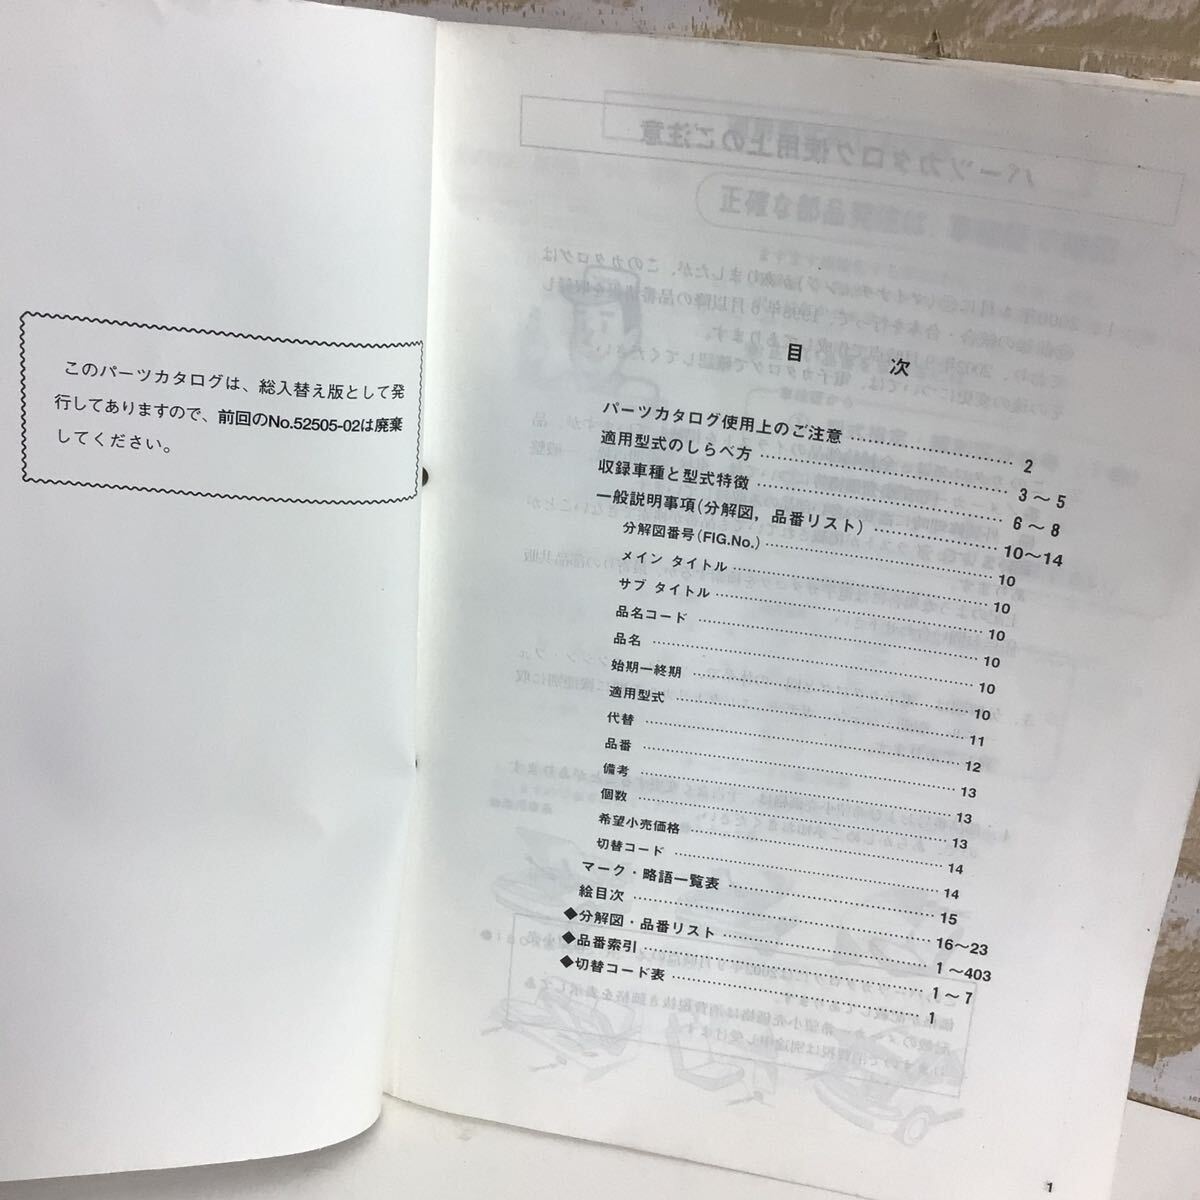 このパーツカタログは、総入替え版として発
行してありますので、前回のNo.52505-02は廃棄
してください。
目 次
パーツカタログ使用上のご注意 2
適用型式のしらべ方 3〜5
収録車種と型式特徴 6〜8
一般説明事項(分解図，品番リスト) 10〜14
分解図番号(FIG.No.) 10
メイン タイトル 10
サブ タイトル 10
品名コード 10
品名 10
始期ー終期 10
適用型式 11
代替 12
品番 13
備考 13
個数 13
希望小売価格 14
切替コード 14
マーク・略語一覧表 15
絵目次 16〜23
◆分解図・品番リスト 1〜403
◆品番索引 1〜7
◆切替コード表 1
1